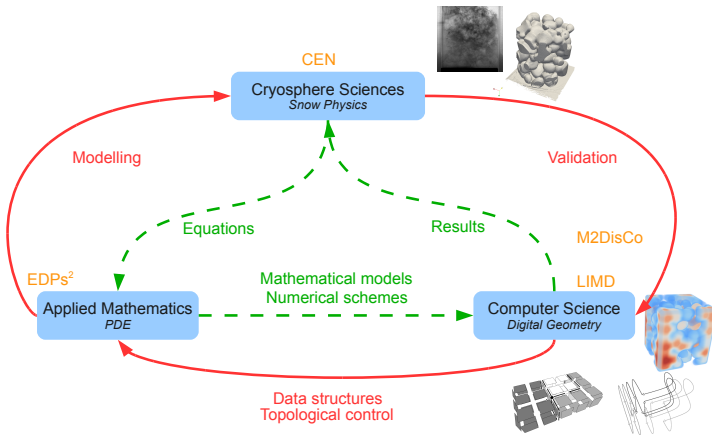 CEN
Cryosphere Sciences
Snow Physics
Modelling
Validation
Equations
Results
M2DisCo
EDPs²
LIMD
Mathematical models
Numerical schemes
Applied Mathematics
PDE
Computer Science
Digital Geometry
Data structures
Topological control